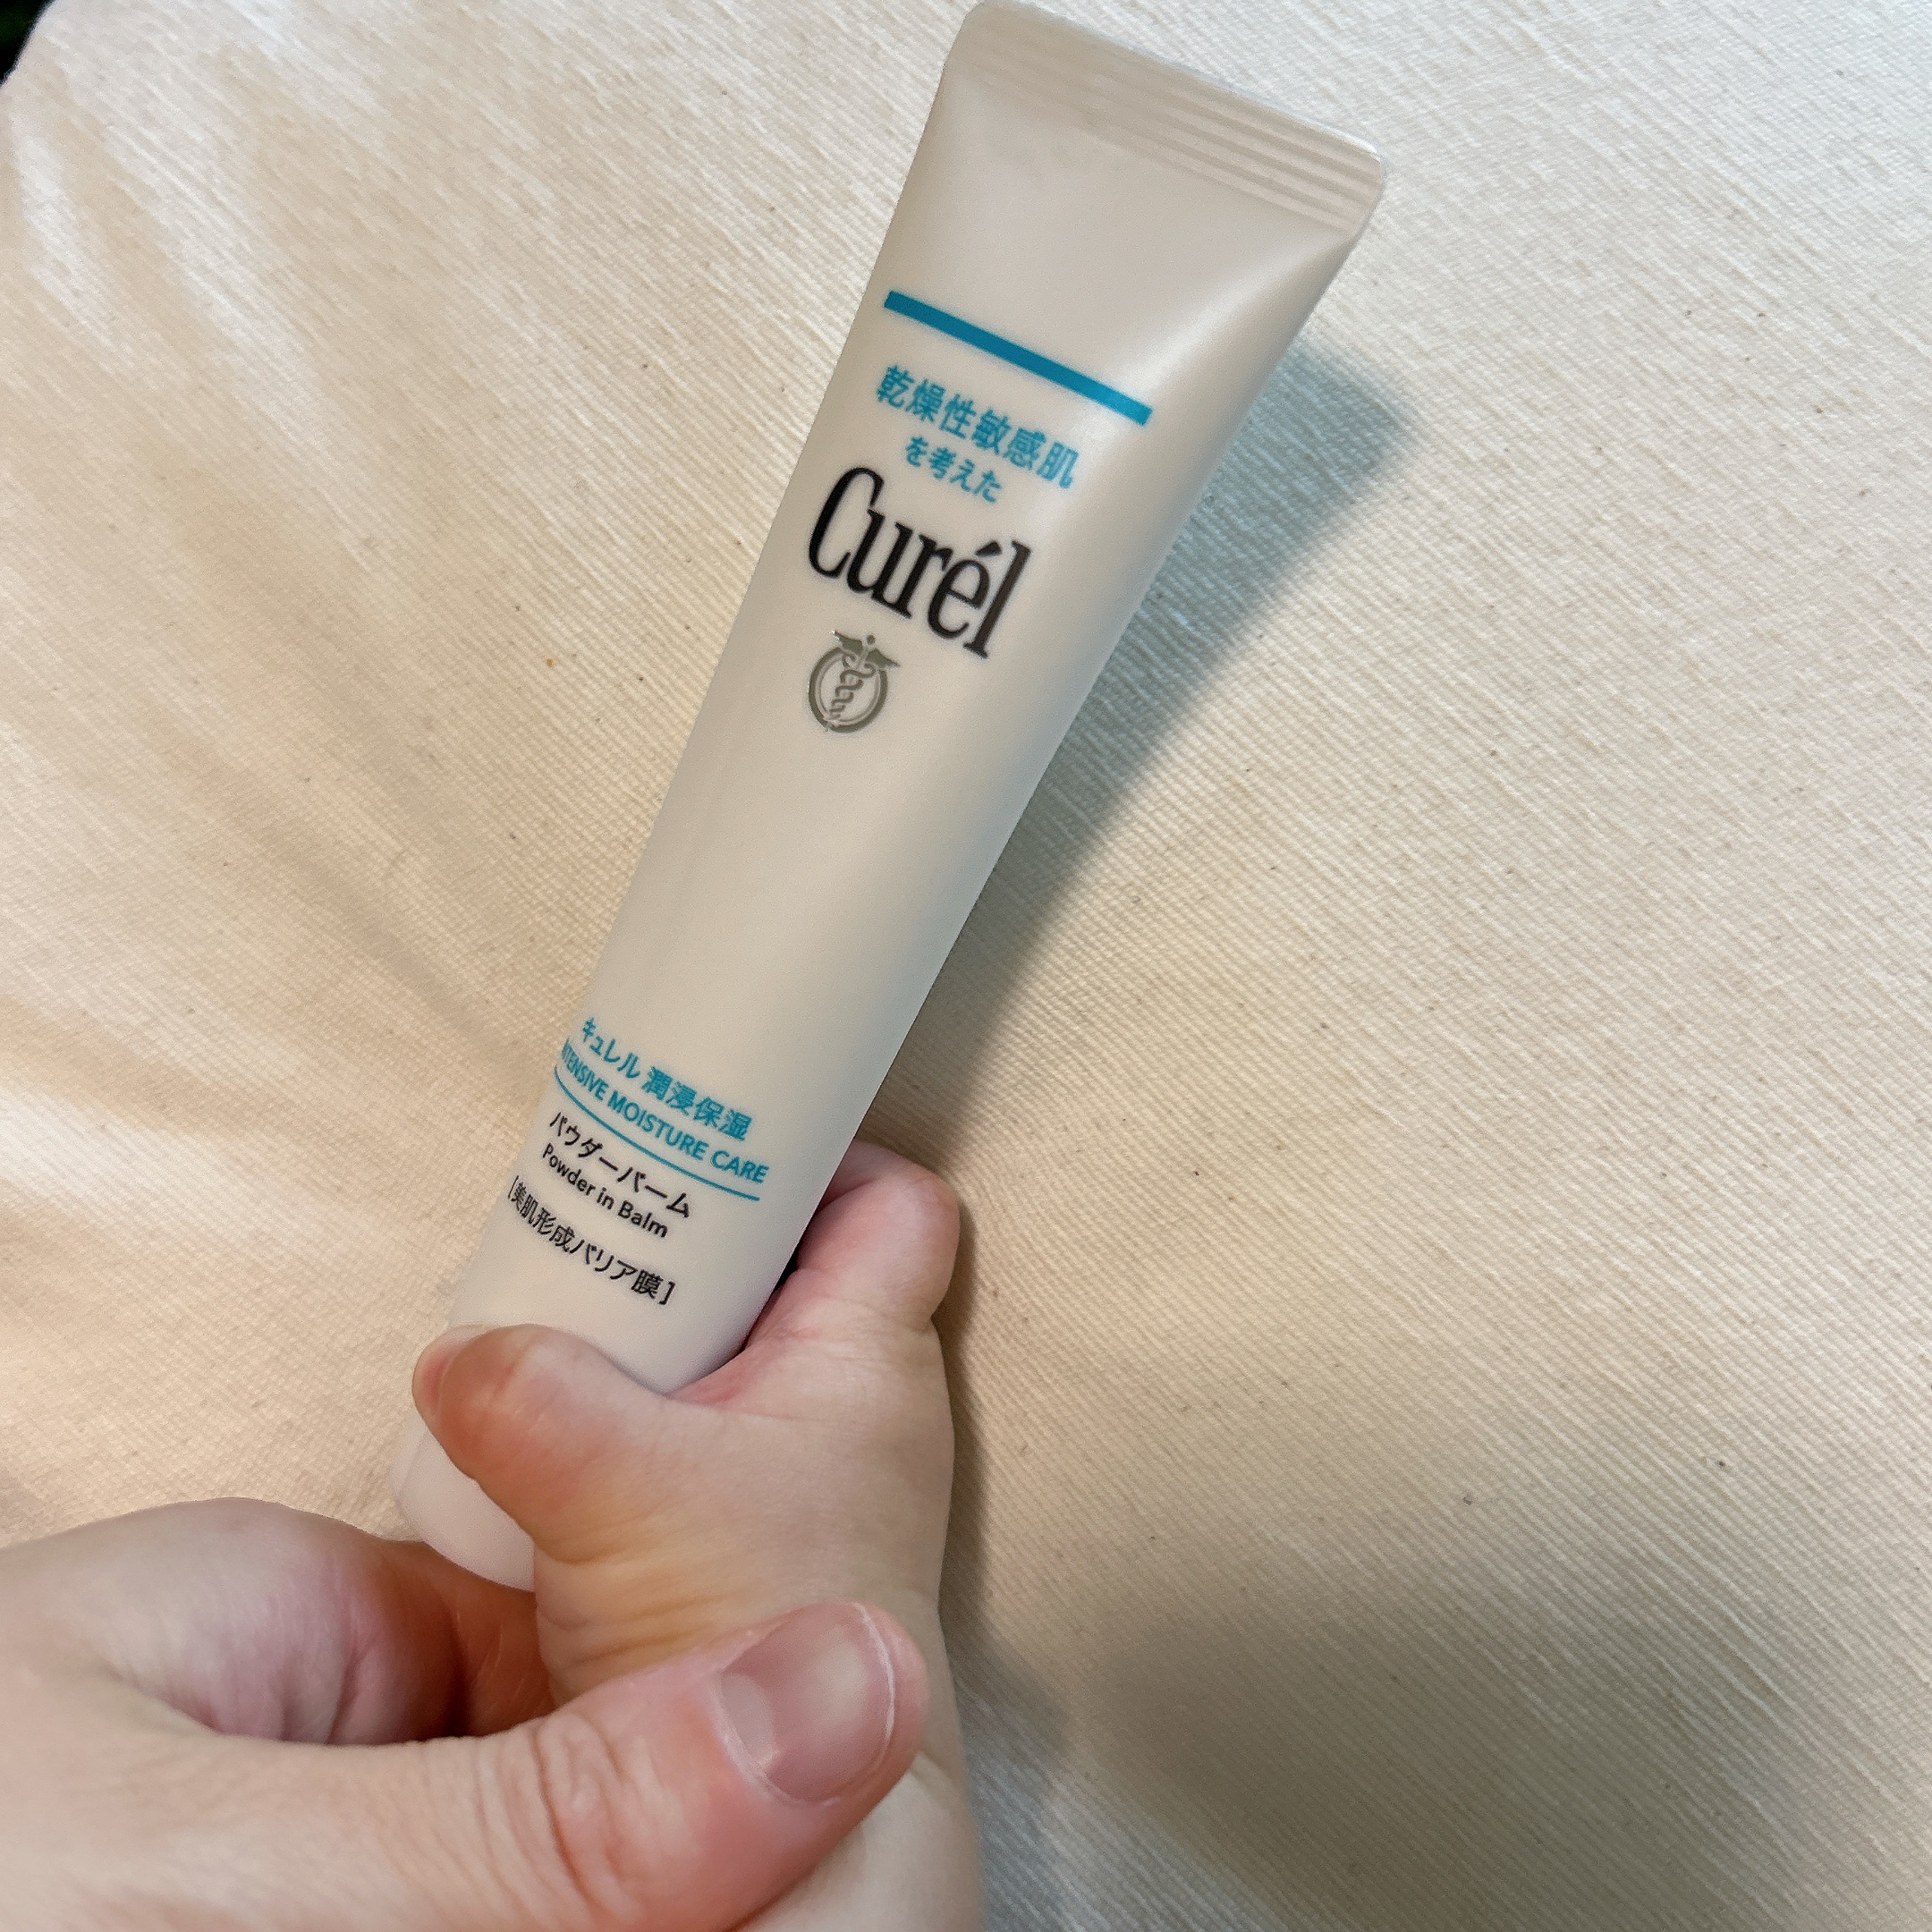 乾燥性敏感肌
を考えた
Curél
キュレル 潤浸保湿
INTENSIVE MOISTURE CARE
パウダーバーム
Powder in Balm
[美肌形成バリア膜]